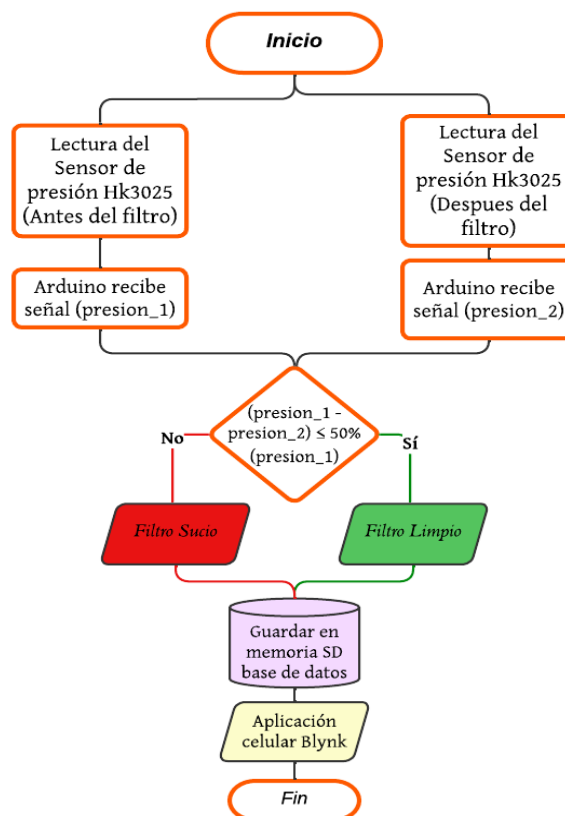 Inicio
Lectura del
Sensor de
presión Hk3025
(Antes del filtro)
Lectura del
Sensor de
presión Hk3025
(Despues del
filtro)
Arduino recibe
señal (presion_1)
Arduino recibe
señal (presion_2)
(presion_1 -
presion_2) ≤ 50%
(presion_1)
No
Sí
Filtro Sucio
Filtro Limpio
Guardar en
memoria SD
base de datos
Aplicación
celular Blynk
Fin